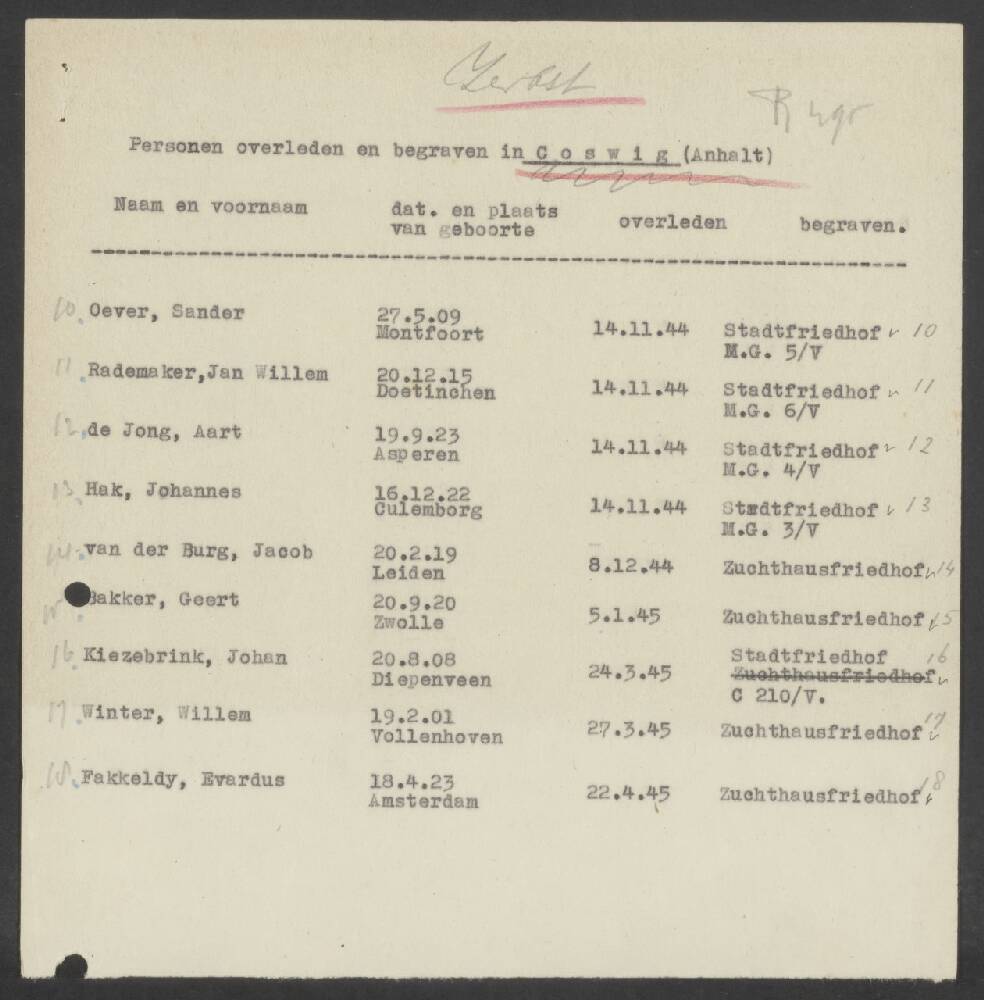 Zerbst
Personen overleden en begraven in Coswig (Anhalt)
Naam en voornaam dat. en plaats van geboorte overleden begraven.
10. Oever, Sander 27.5.09 14.11.44 Stadtfriedhof 10
Montfoort M.G. 5/V
11. Rademaker,Jan Willem 20.12.15 14.11.44 Stadtfriedhof 11
Doetinchen M.G. 6/V
12. de Jong, Aart 19.9.23 14.11.44 Stadtfriedhof 12
Asperen M.G. 4/V
13. Hak, Johannes 16.12.22 14.11.44 Stadtfriedhof 13
Culemborg M.G. 3/V
14. van der Burg, Jacob 20.2.19 8.12.44 Zuchthausfriedhof 14
Leiden
15. Bakker, Geert 20.9.20 5.1.45 Zuchthausfriedhof 15
Zwolle
16. Kiezebrink, Johan 20.8.08 24.3.45 Stadtfriedhof 16
Diepenveen Zuchthausfriedhof
C 210/V.
17. Winter, Willem 19.2.01 27.3.45 Zuchthausfriedhof 17
Vollenhoven
18. Fakkeldy, Evardus 18.4.23 22.4.45 Zuchthausfriedhof 18
Amsterdam